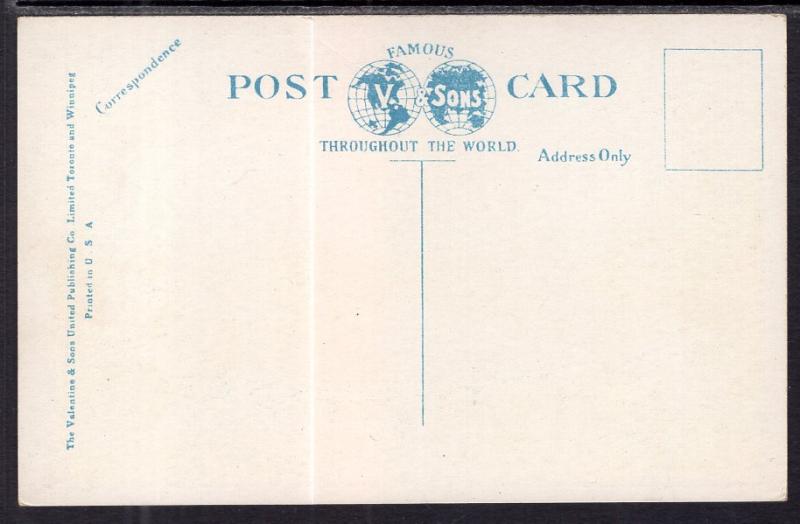 FAMOUS
POST V. & SONS CARD
THROUGHOUT THE WORLD.
Correspondence
Address Only
The Valentine & Sons United Publishing Co. Limited Toronto and Winnipeg
Printed in U S A